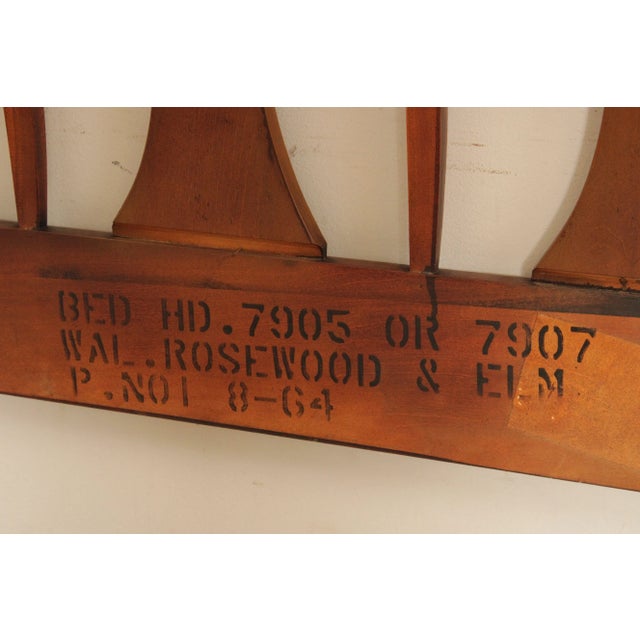 BED HD.7905 OR 7907
WAL.ROSEWOOD & ELM
P.NO1 8-64